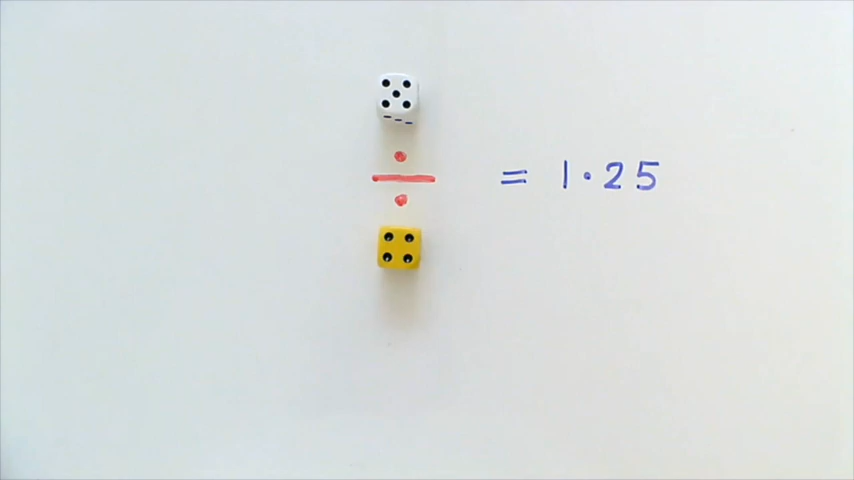 ÷ = 1·25